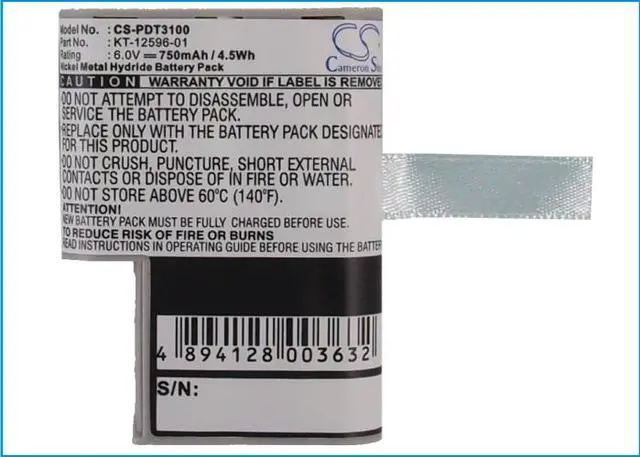 Model No. : CS-PDT3100
Part No. : KT-12596-01
Rating : 6.0V 750mAh / 4.5Wh
Nickel Metal Hydride Battery Pack
CS
Cameron
CAUTION WARRANTY VOID IF LABEL IS REMOVE
·DO NOT ATTEMPT TO DISASSEMBLE, OPEN OR
SERVICE THE BATTERY PACK.
·REPLACE ONLY WITH THE BATTERY PACK DESIGNATE
FOR THIS PRODUCT.
·DO NOT CRUSH, PUNCTURE, SHORT EXTERNAL
CONTACTS OR DISPOSE OF IN FIRE OR WATER.
·DO NOT STORE ABOVE 60°C (140°F).
ATTENTION!
NEW BATTERY PACK MUST BE FULLY CHARGED BEFORE USE.
TO REDUCE RISK OF FIRE OR BURNS
READ INSTRUCTIONS IN OPERATING GUIDE BEFORE USING THE BAT
4 894128 003632
S/N: